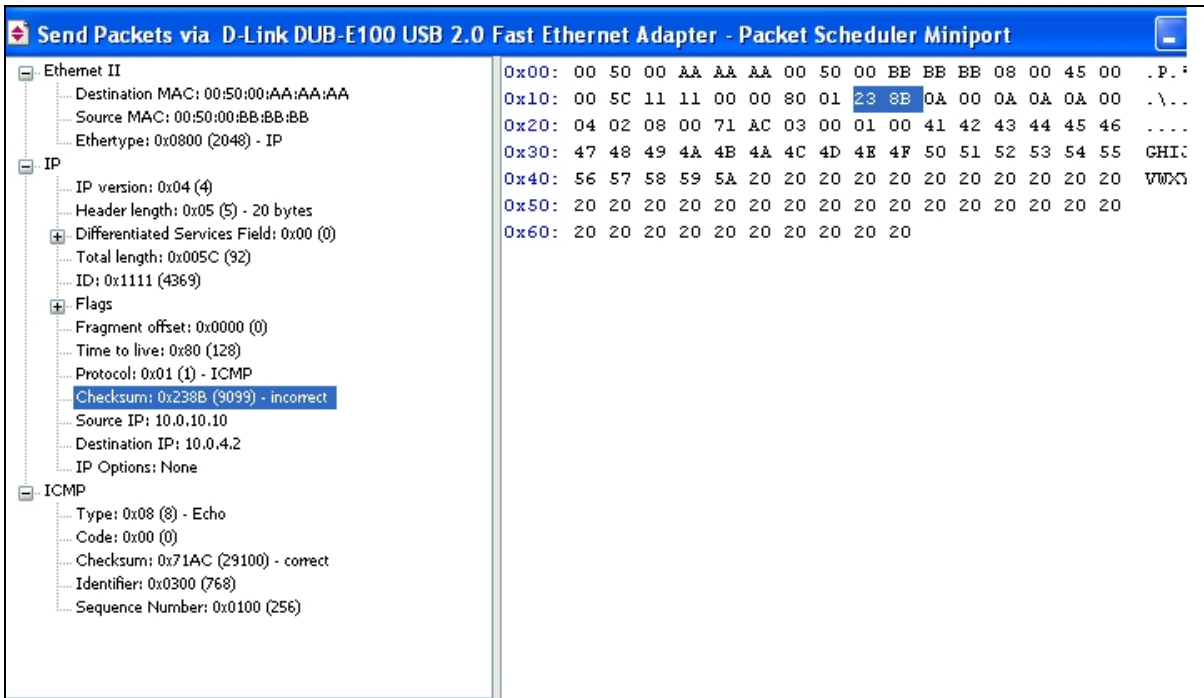 Send Packets via D-Link DUB-E100 USB 2.0 Fast Ethernet Adapter - Packet Scheduler Miniport
Ethernet II
Destination MAC: 00:50:00:AA:AA:AA
Source MAC: 00:50:00:BB:BB:BB
Ethertype: 0x0800 (2048) - IP
IP
IP version: 0x04 (4)
Header length: 0x05 (5) - 20 bytes
Differentiated Services Field: 0x00 (0)
Total length: 0x005C (92)
ID: 0x1111 (4369)
Flags
Fragment offset: 0x0000 (0)
Time to live: 0x80 (128)
Protocol: 0x01 (1) - ICMP
Checksum: 0x238B (9099) - incorrect
Source IP: 10.0.10.10
Destination IP: 10.0.4.2
IP Options: None
ICMP
Type: 0x08 (8) - Echo
Code: 0x00 (0)
Checksum: 0x71AC (29100) - correct
Identifier: 0x0300 (768)
Sequence Number: 0x0100 (256)
0x00: 00 50 00 AA AA AA 00 50 00 BB BB BB 08 00 45 00 .P.
0x10: 00 5C 11 11 00 00 80 01 23 8B 0A 00 0A 0A 0A 00 .\..
0x20: 04 02 08 00 71 AC 03 00 01 00 41 42 43 44 45 46 ....
0x30: 47 48 49 4A 4B 4A 4C 4D 4E 4F 50 51 52 53 54 55 GHIJ
0x40: 56 57 58 59 5A 20 20 20 20 20 20 20 20 20 20 20 VWXY
0x50: 20 20 20 20 20 20 20 20 20 20 20 20 20 20 20 20
0x60: 20 20 20 20 20 20 20 20 20 20